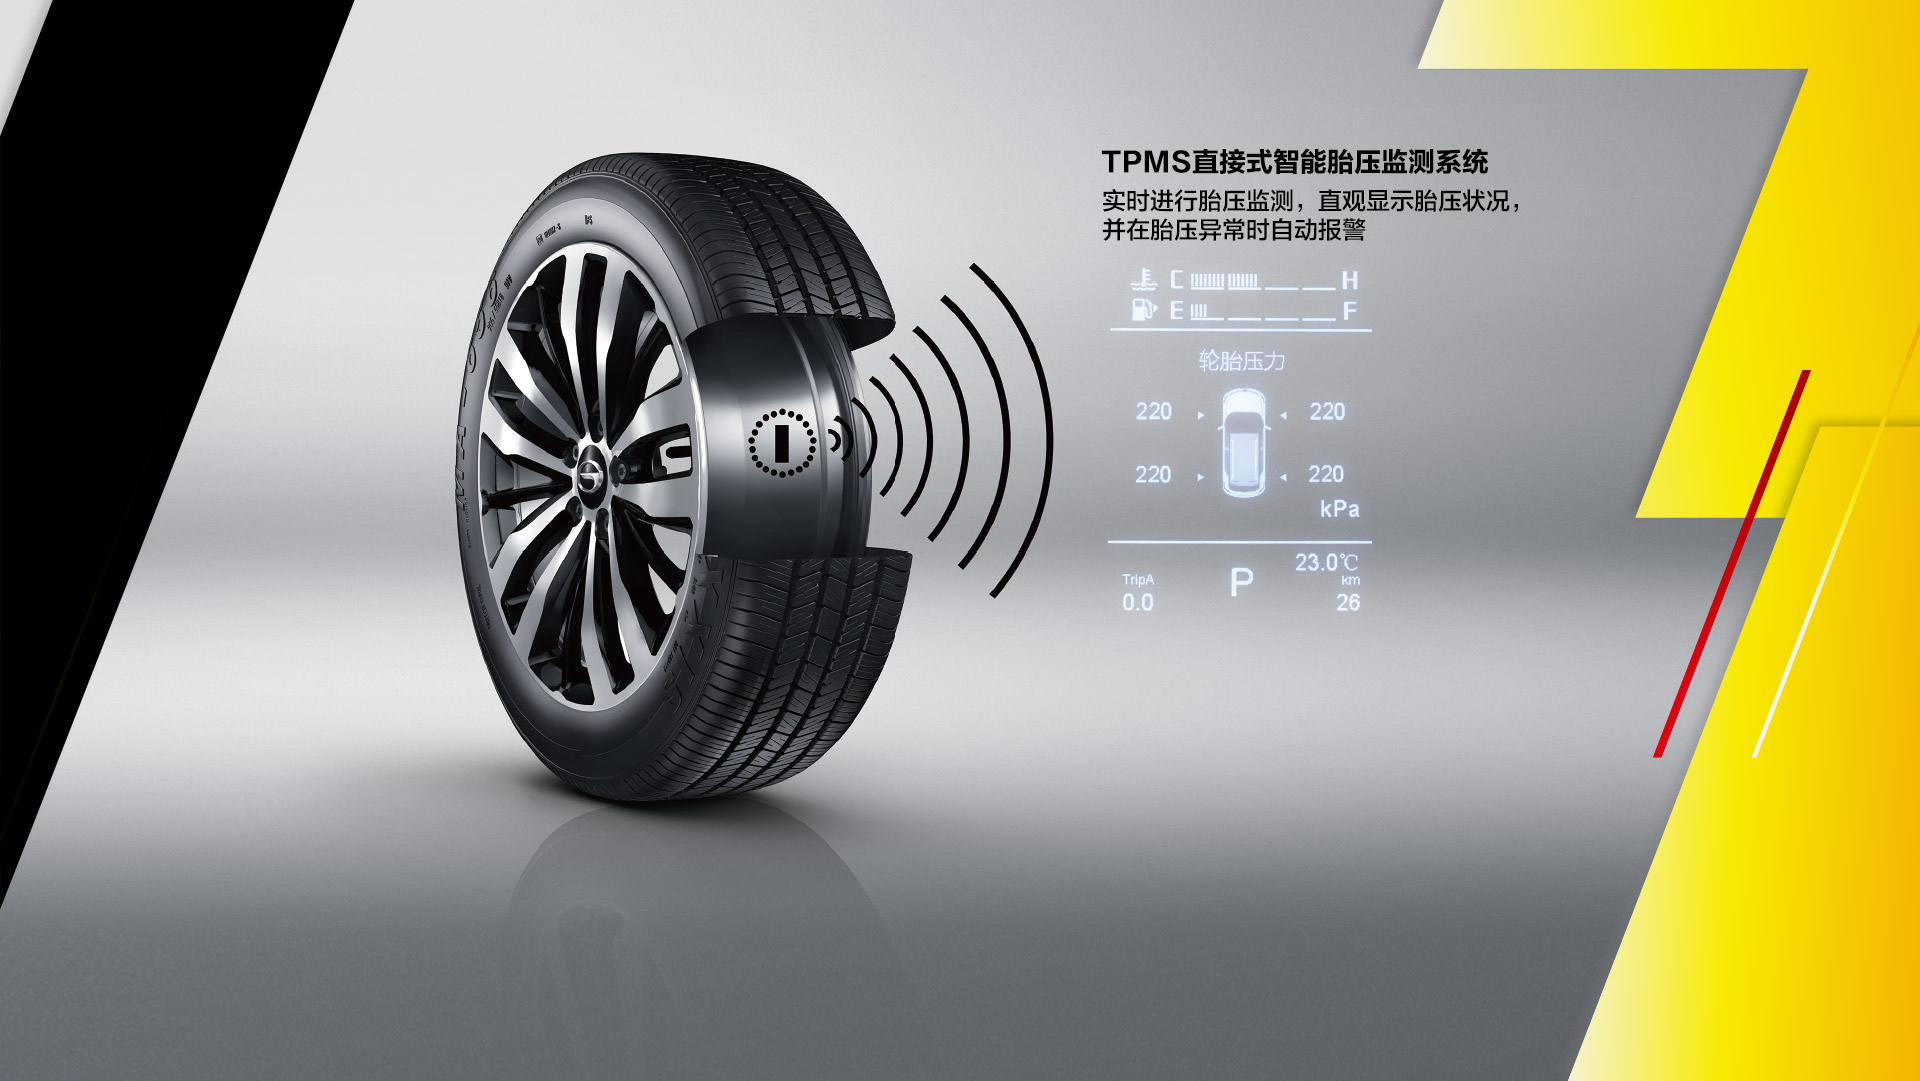 TPMS直接式智能胎压监测系统
实时进行胎压监测，直观显示胎压状况，
并在胎压异常时自动报警
C H
E F
轮胎压力
220 220
220 220
kPa
23.0℃
TripA P km
0.0 26